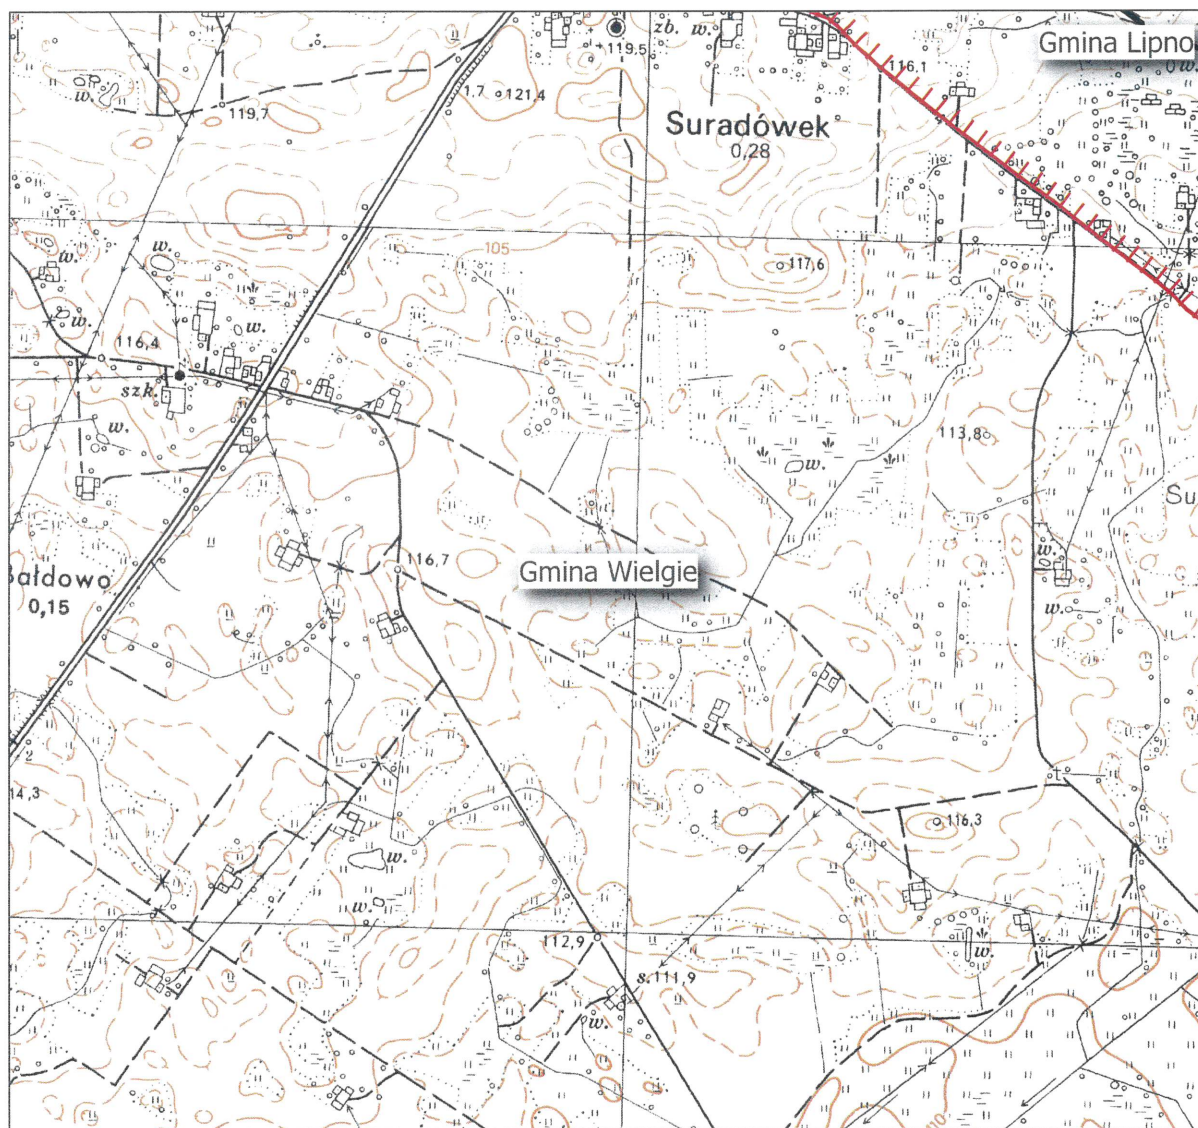 zb. w.
119.5
Gmina Lipno
w.
116.1
w.
1.7 121.4
119,7
Suradówek
0,28
w.
105
117,6
w.
w.
w.
116,4
szk.
w.
113,8
w.
Su
w.
116,7
Gmina Wielgie
Bałdowo
0,15
w.
2
14,3
116,3
w.
w.
112,9
w.
s.111,9
w.
110